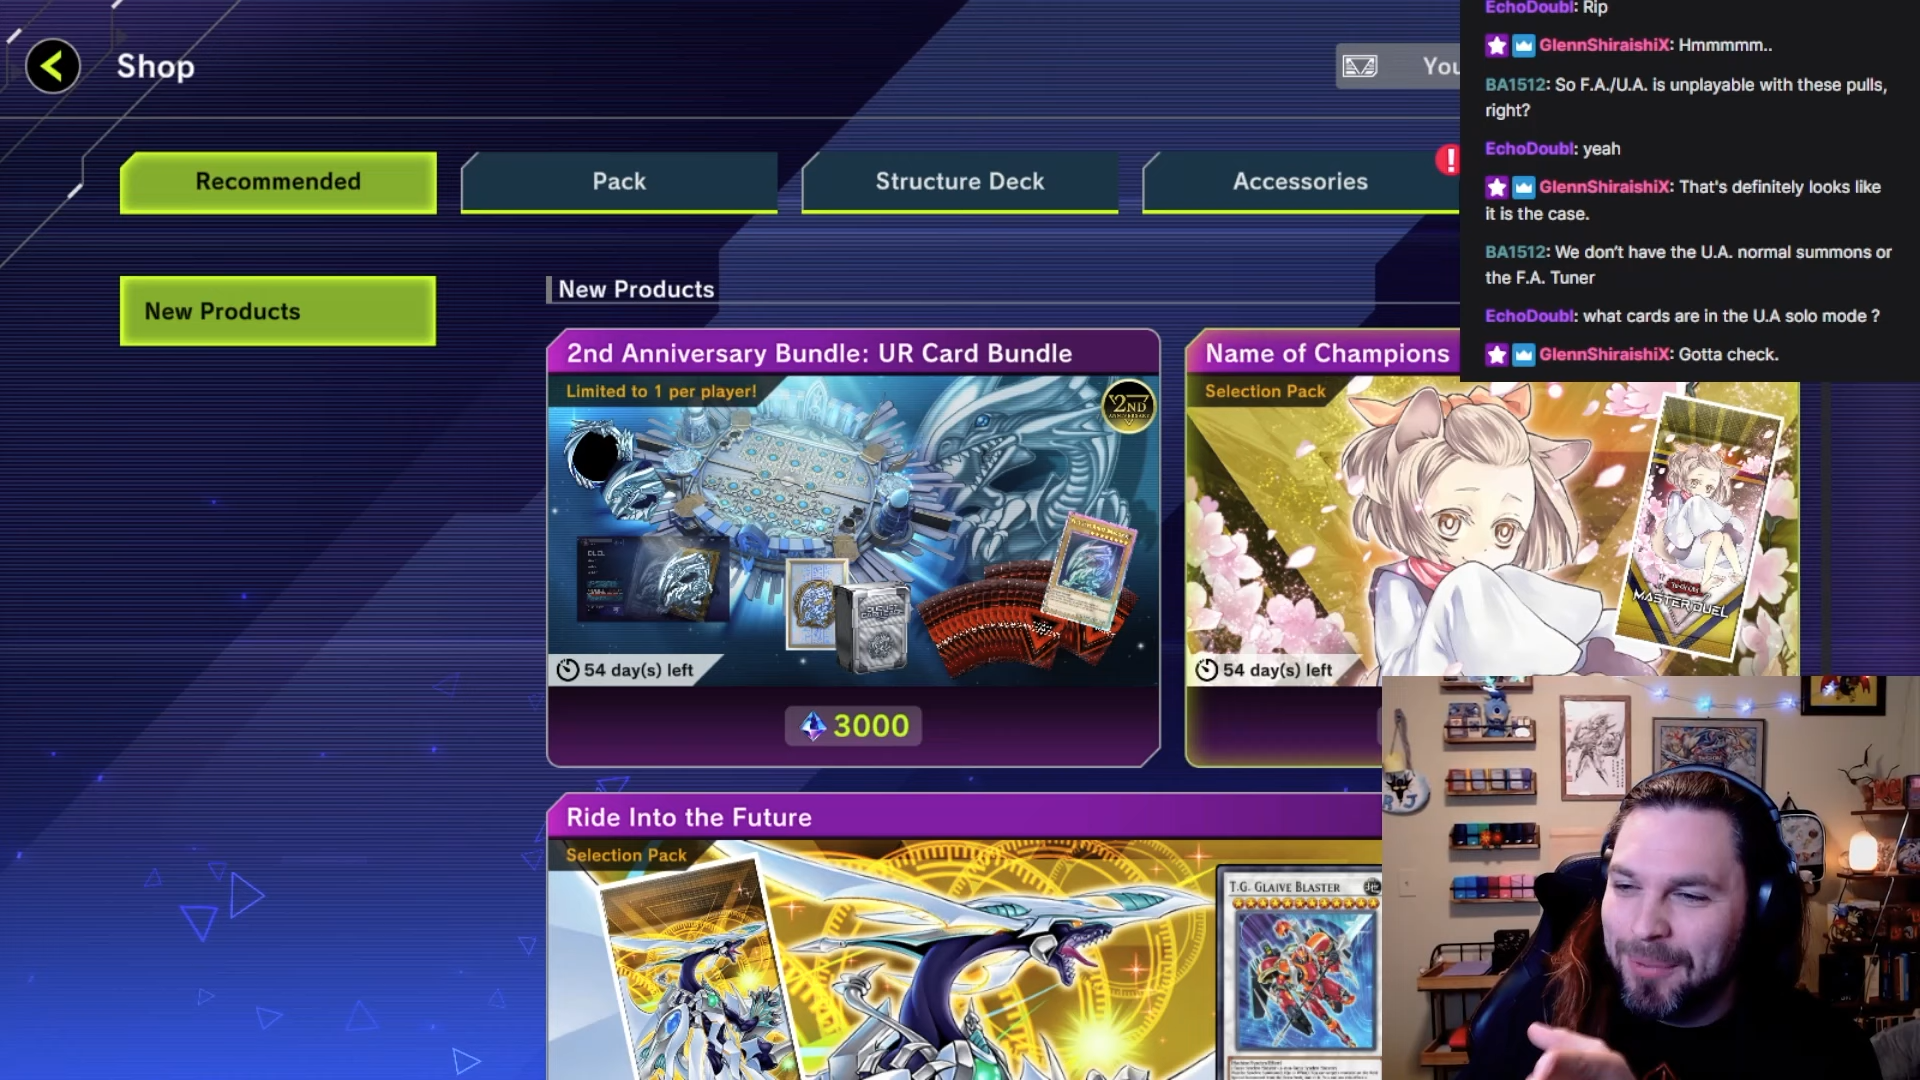 Shop
You
Recommended
Pack
Structure Deck
Accessories
!
New Products
New Products
2nd Anniversary Bundle: UR Card Bundle
Limited to 1 per player!
2ND
54 day(s) left
3000
Name of Champions
Selection Pack
MASTER DUEL
54 day(s) left
Ride Into the Future
Selection Pack
T.G. GLAIVE BLASTER
EchoDoubl: Rip
GlennShiraishiX: Hmmmmm..
BA1512: So F.A./U.A. is unplayable with these pulls,
right?
EchoDoubl: yeah
GlennShiraishiX: That's definitely looks like
it is the case.
BA1512: We don't have the U.A. normal summons or
the F.A. Tuner
EchoDoubl: what cards are in the U.A solo mode ?
GlennShiraishiX: Gotta check.